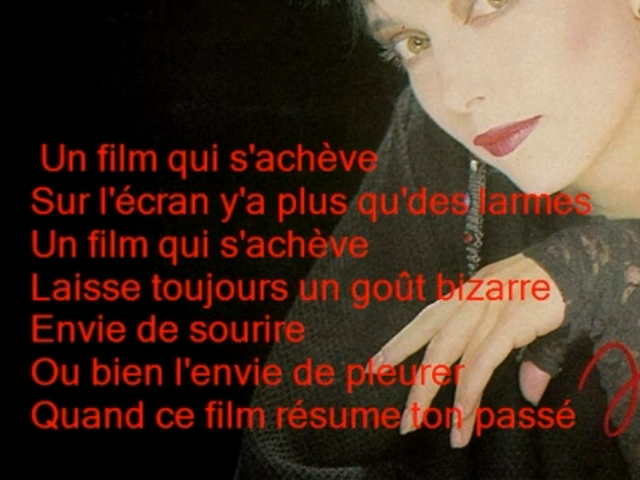 Un film qui s'achève
Sur l'écran y'a plus qu'des larmes
Un film qui s'achève
Laisse toujours un goût bizarre
Envie de sourire
Ou bien l'envie de pleurer
Quand ce film résume ton passé